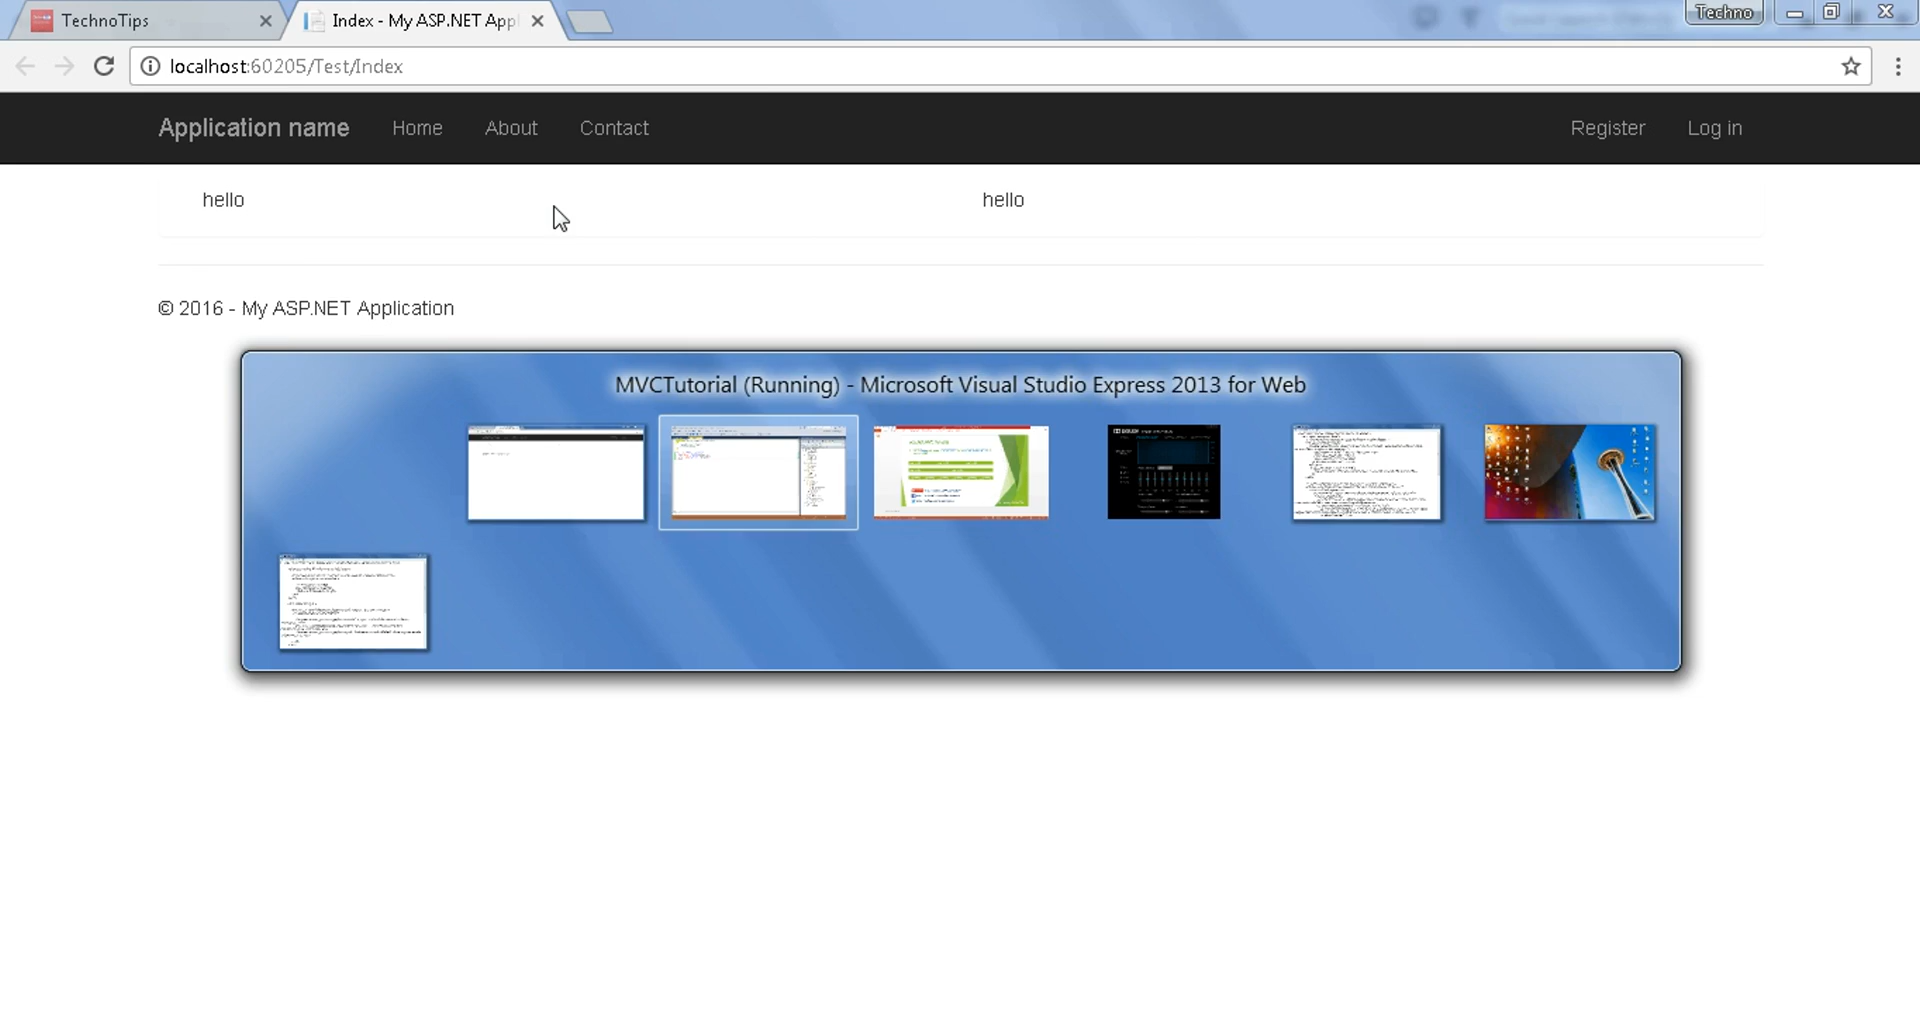 TechnoTips
Index - My ASP.NET App
Techno
localhost:60205/Test/Index
Application name
Home
About
Contact
Register
Log in
hello
hello
© 2016 - My ASP.NET Application
MVCTutorial (Running) - Microsoft Visual Studio Express 2013 for Web